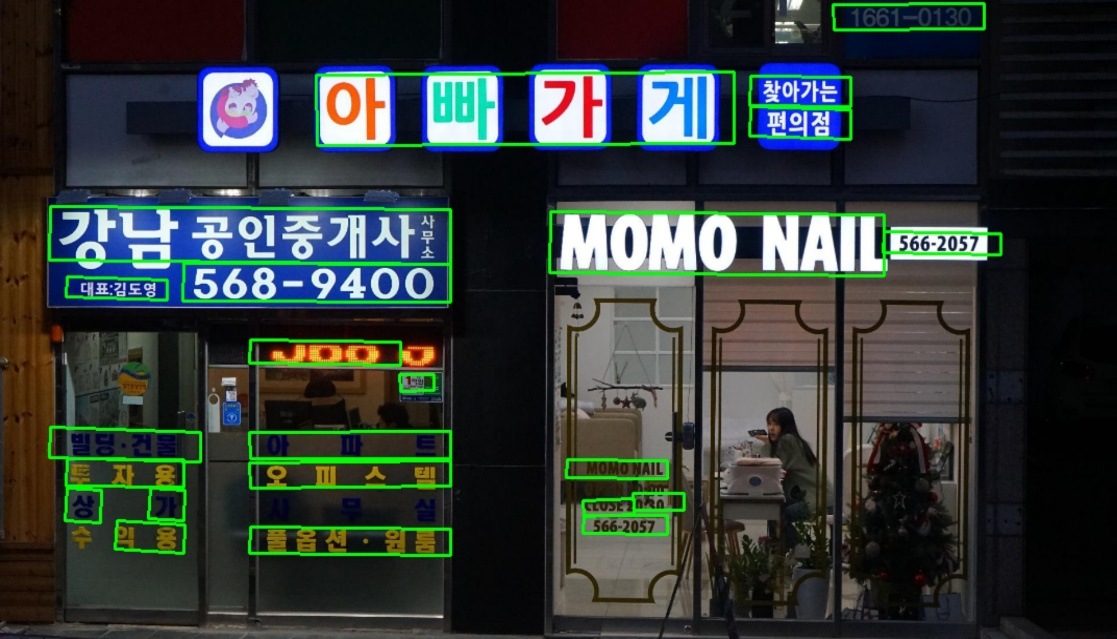 1661-0130
아빠가게
찾아가는
편의점
강남 공인중개사 사무소
대표:김도영
568-9400
MOMO NAIL
566-2057
빌딩·건물
투자용
상가
수익용
아파트
오피스텔
사무실
풀옵션·원룸
MOMO NAIL
CLOSE 20:30
566-2057